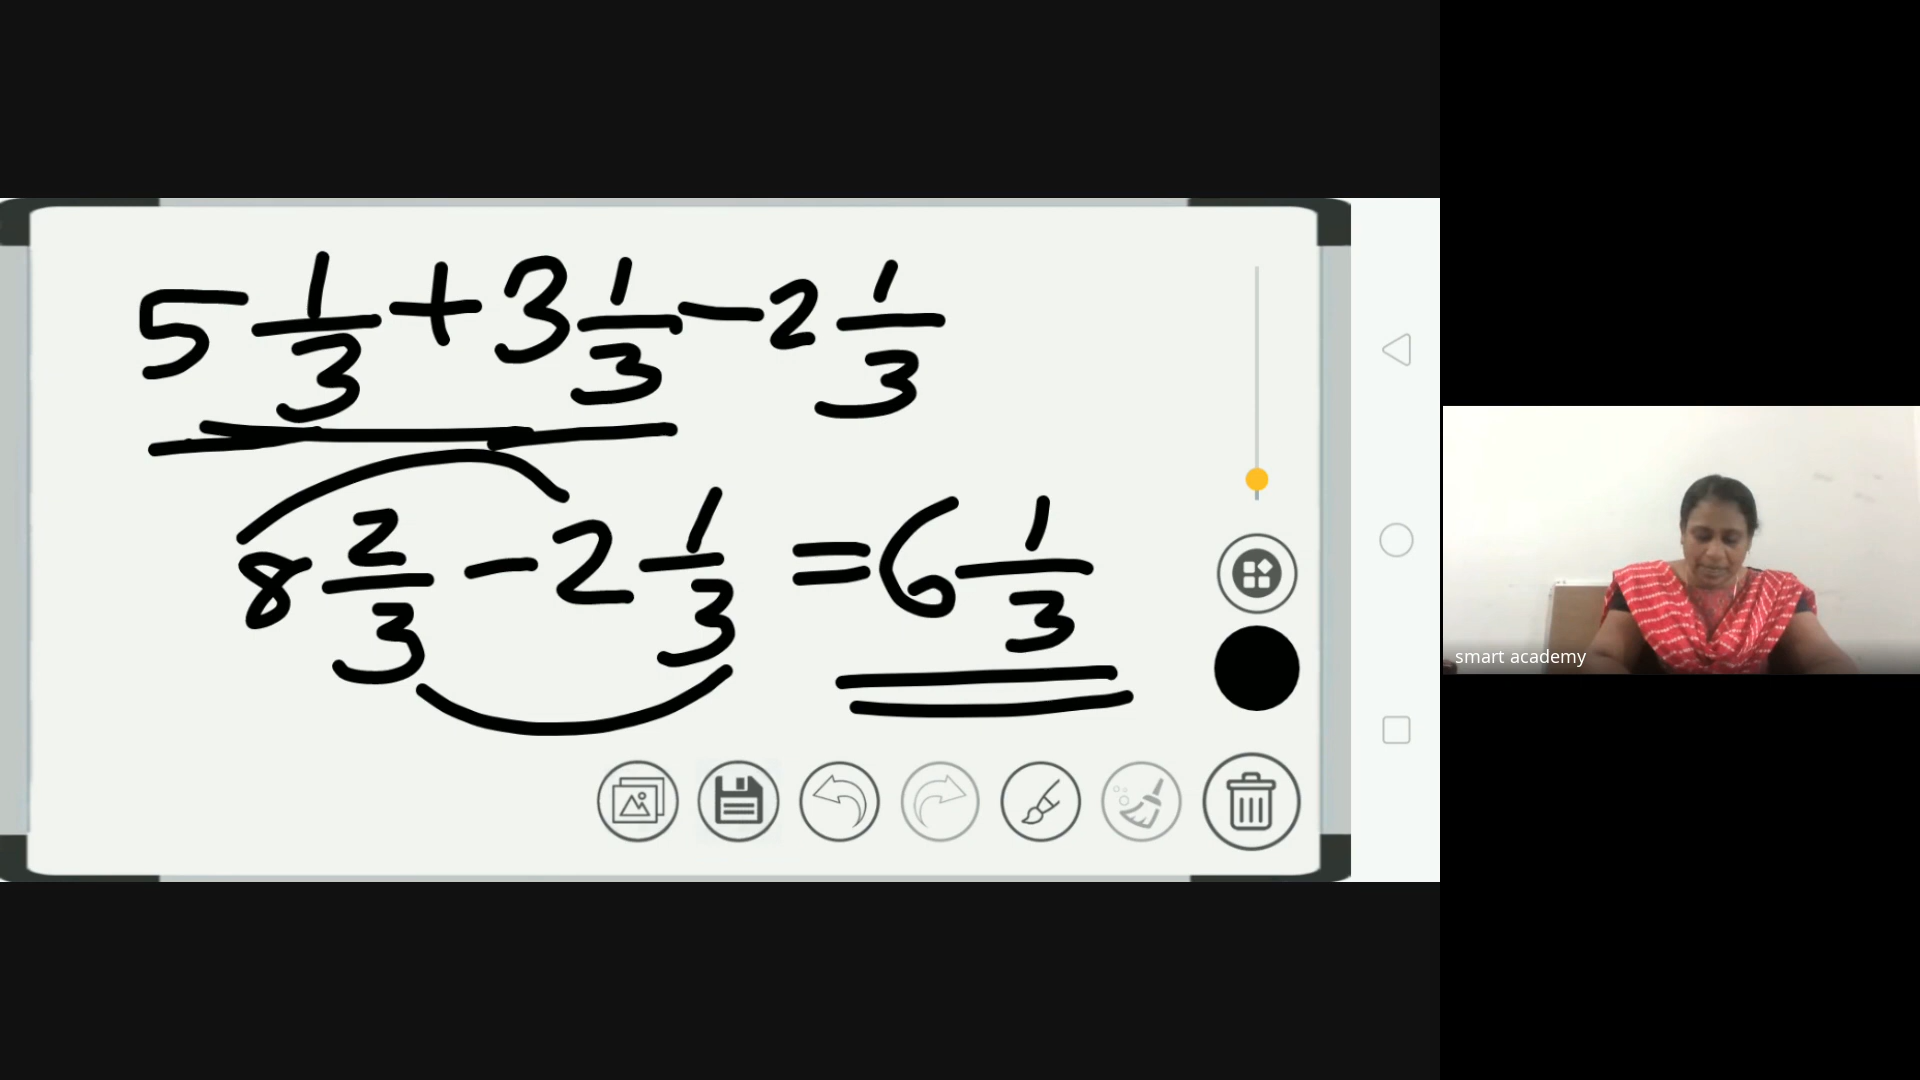 5 1/3 + 3 1/3 - 2 1/3
8 2/3 - 2 1/3 = 6 1/3
smart academy